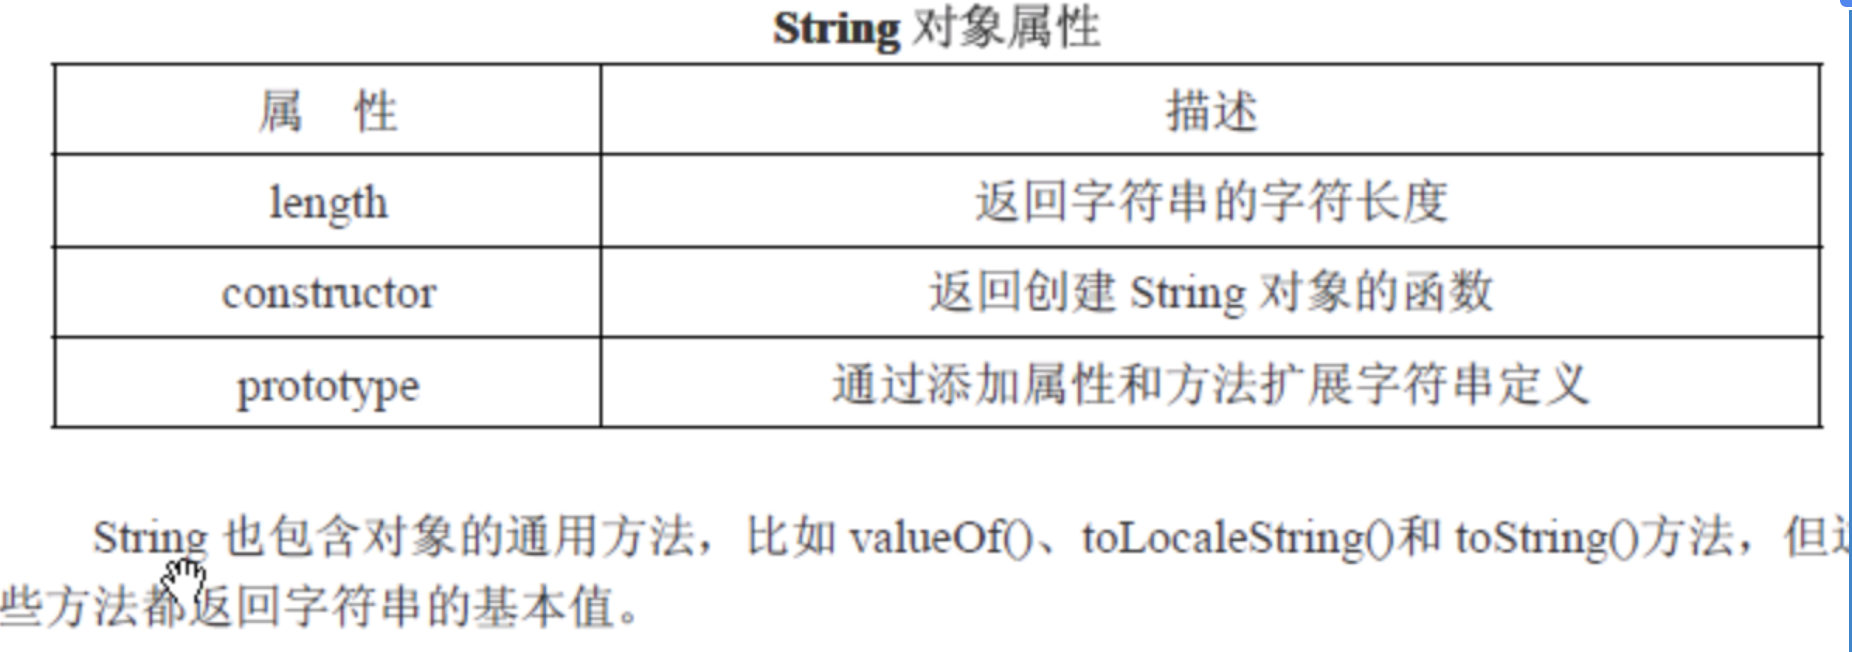 String 对象属性
属 性 描述
length 返回字符串的字符长度
constructor 返回创建 String 对象的函数
prototype 通过添加属性和方法扩展字符串定义
String 也包含对象的通用方法，比如 valueOf()、toLocaleString()和 toString()方法，但这
些方法都返回字符串的基本值。